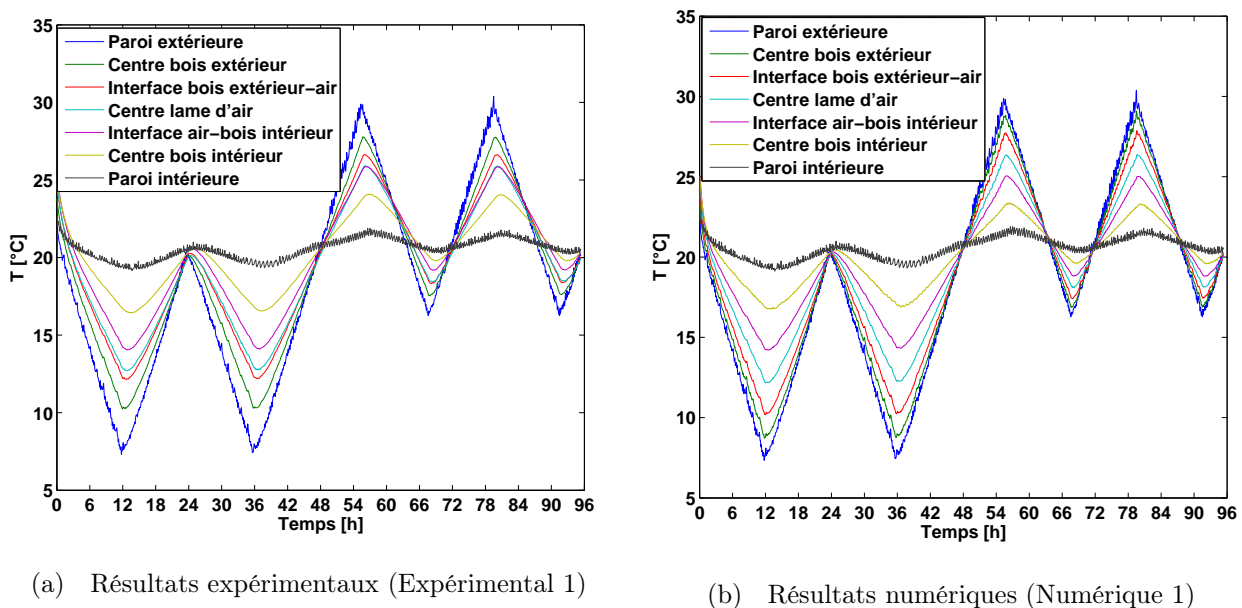 35
30
25
20
15
10
5
T [°C]
Paroi extérieure
Centre bois extérieur
Interface bois extérieur−air
Centre lame d'air
Interface air−bois intérieur
Centre bois intérieur
Paroi intérieure
0 6 12 18 24 30 36 42 48 54 60 66 72 78 84 90 96
Temps [h]
(a) Résultats expérimentaux (Expérimental 1)
35
30
25
20
15
10
5
T [°C]
Paroi extérieure
Centre bois extérieur
Interface bois extérieur−air
Centre lame d'air
Interface air−bois intérieur
Centre bois intérieur
Paroi intérieure
0 6 12 18 24 30 36 42 48 54 60 66 72 78 84 90 96
Temps [h]
(b) Résultats numériques (Numérique 1)